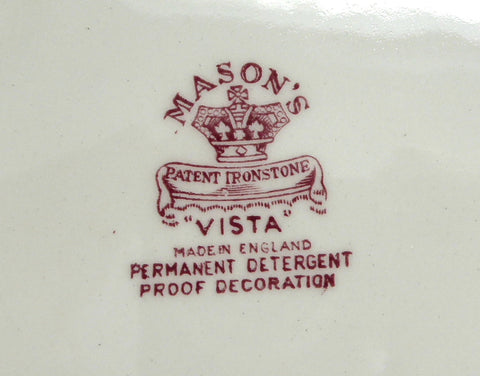 MASON'S
PATENT IRONSTONE
"VISTA"
MADE IN ENGLAND
PERMANENT DETERGENT
PROOF DECORATION